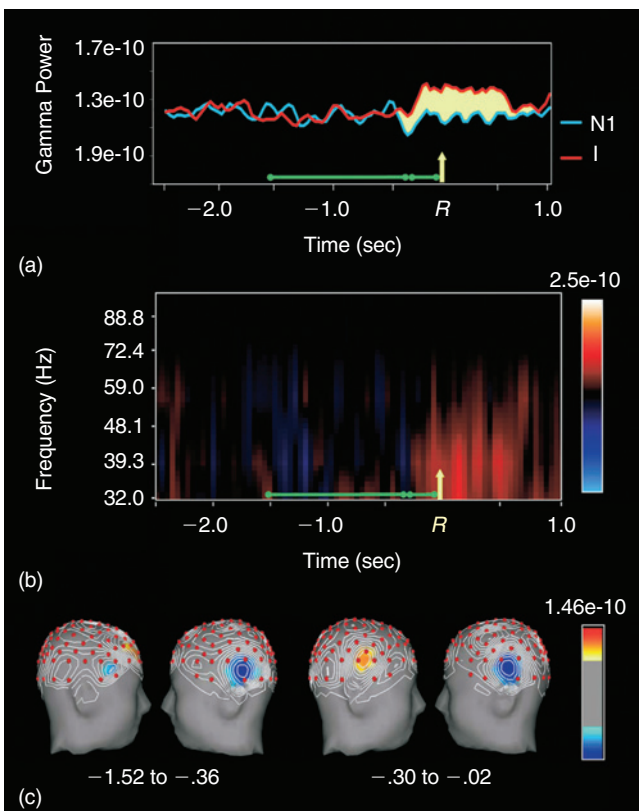 1.7e-10
1.3e-10
1.9e-10
Gamma Power
N1
I
−2.0 −1.0 R 1.0
Time (sec)
(a)
2.5e-10
88.8
72.4
59.0
48.1
39.3
32.0
Frequency (Hz)
−2.0 −1.0 R 1.0
Time (sec)
(b)
1.46e-10
−1.52 to −.36 −.30 to −.02
(c)